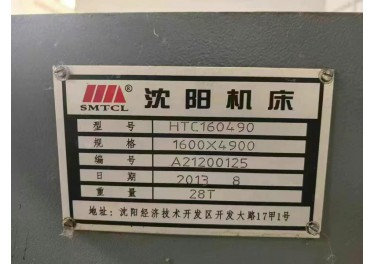 SMTCL® 沈阳机床
型号 HTC160490
规格 1600X4900
编号 A21200125
日期 2013 8
重量 28T
地址: 沈阳经济技术开发区开发大路17甲1号